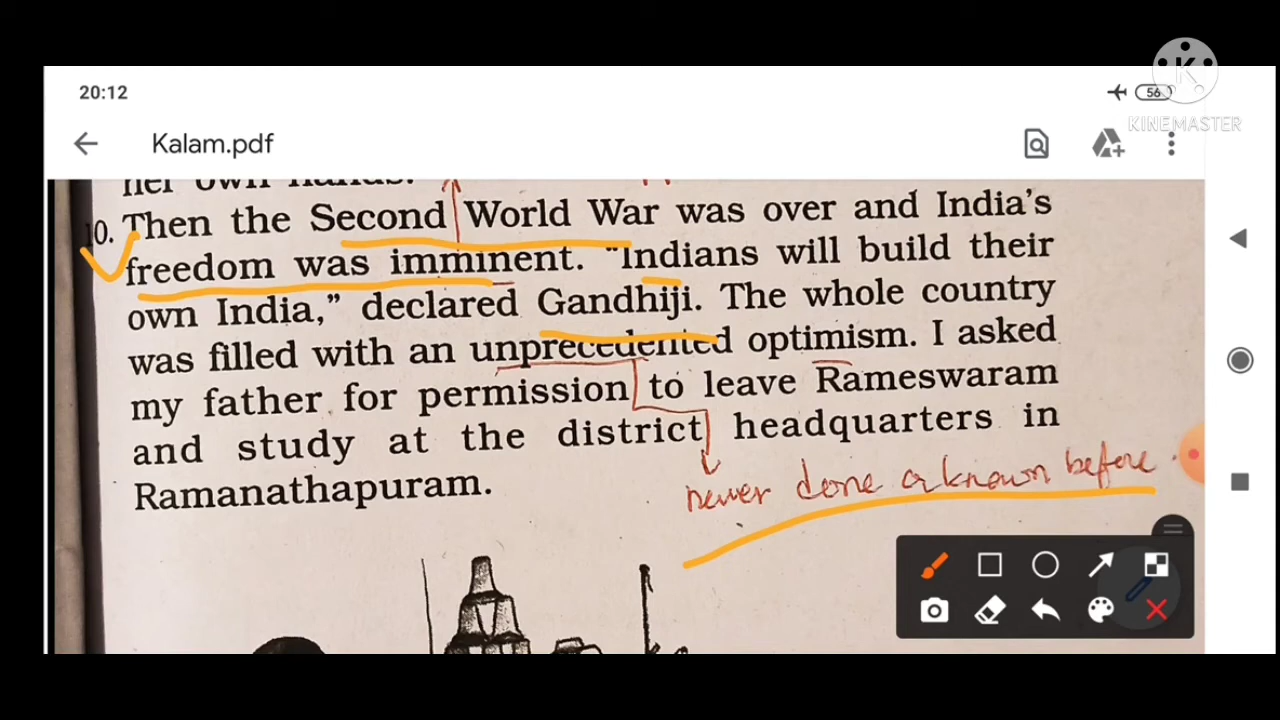 20:12
56
KINEMASTER
Kalam.pdf
her own hands.
10. Then the Second World War was over and India's
freedom was imminent. "Indians will build their
own India," declared Gandhiji. The whole country
was filled with an unprecedented optimism. I asked
my father for permission to leave Rameswaram
and study at the district headquarters in
Ramanathapuram.
never done or known before